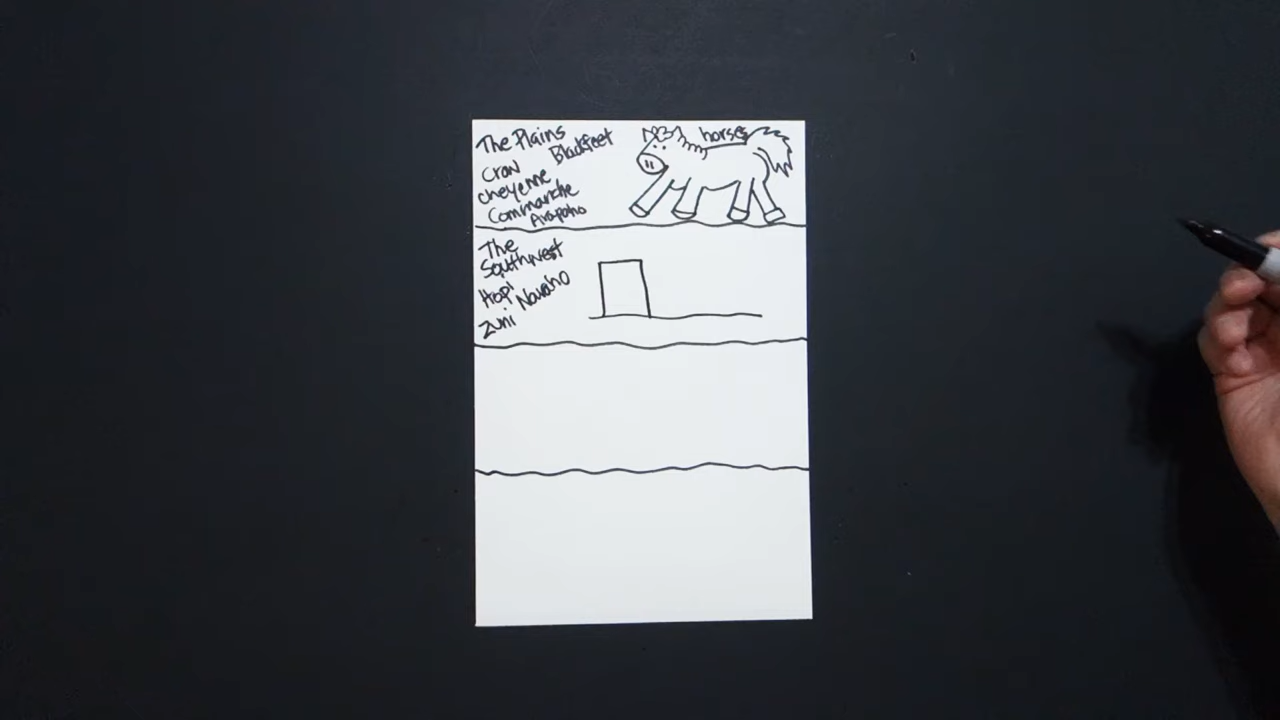 The Plains
Blackfeet
Crow
Cheyenne
Commanche
Arapaho
horses
The
Southwest
Hopi
Navaho
Zuni